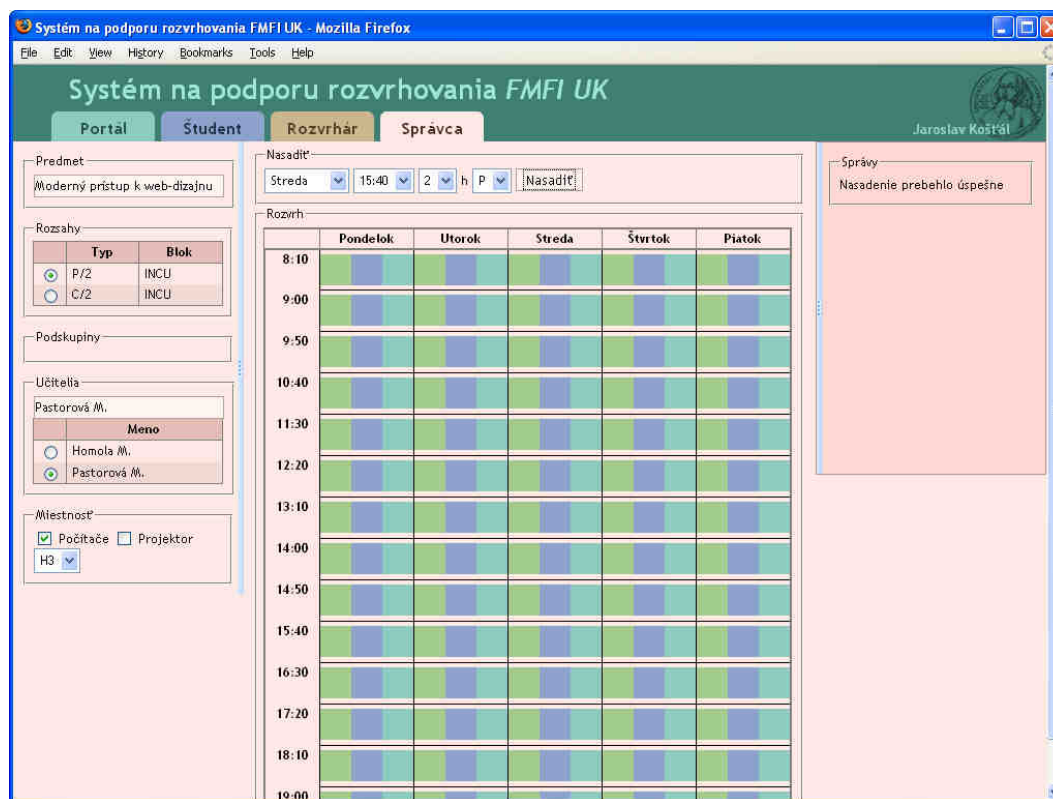 Systém na podporu rozvrhovania FMFI UK - Mozilla Firefox
File Edit View History Bookmarks Tools Help
Systém na podporu rozvrhovania FMFI UK
Portál Študent Rozvrhár Správca
Jaroslav Košťál
Predmet
Moderný prístup k web-dizajnu
Rozsahy
Typ Blok
P/2 INCU
C/2 INCU
Podskupiny
Učitelia
Pastorová M.
Meno
Homola M.
Pastorová M.
Miestnosť
Počítače Projektor
H3
Nasadiť
Streda 15:40 2 h P Nasadiť
Rozvrh
Pondelok Utorok Streda Štvrtok Piatok
8:10
9:00
9:50
10:40
11:30
12:20
13:10
14:00
14:50
15:40
16:30
17:20
18:10
19:00
Správy
Nasadenie prebehlo úspešne